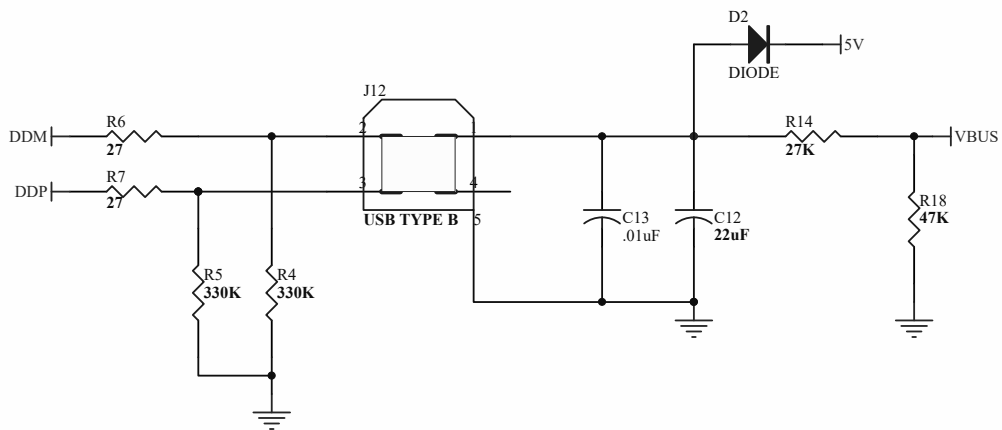 D2
5V
DIODE
J12
R6
2
1
R14
DDM
VBUS
27
27K
R7
3
4
R18
DDP
47K
27
USB TYPE B
5
C13
C12
.01uF
22uF
R5
R4
330K
330K